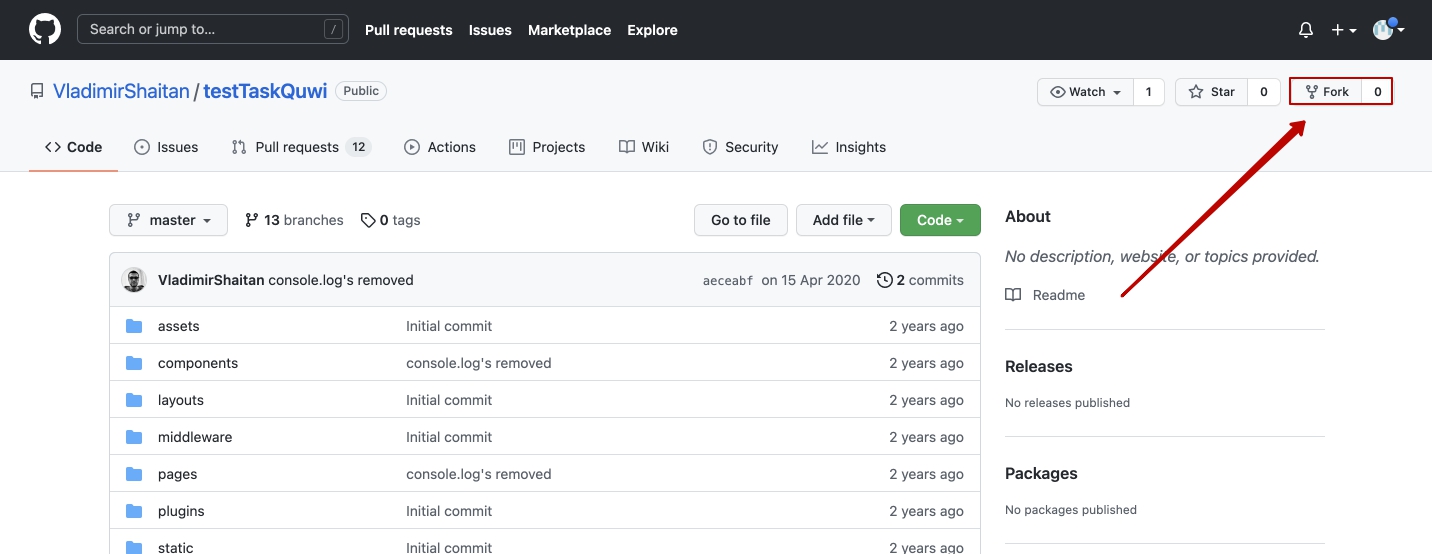 Search or jump to... / Pull requests Issues Marketplace Explore
VladimirShaitan / testTaskQuwi Public Watch 1 Star 0 Fork 0
Code Issues Pull requests 12 Actions Projects Wiki Security Insights
master 13 branches 0 tags Go to file Add file Code
About
No description, website, or topics provided.
Readme
Releases
No releases published
Packages
No packages published
VladimirShaitan console.log's removed aeceabf on 15 Apr 2020 2 commits
assets Initial commit 2 years ago
components console.log's removed 2 years ago
layouts Initial commit 2 years ago
middleware Initial commit 2 years ago
pages console.log's removed 2 years ago
plugins Initial commit 2 years ago
static Initial commit 2 years ago